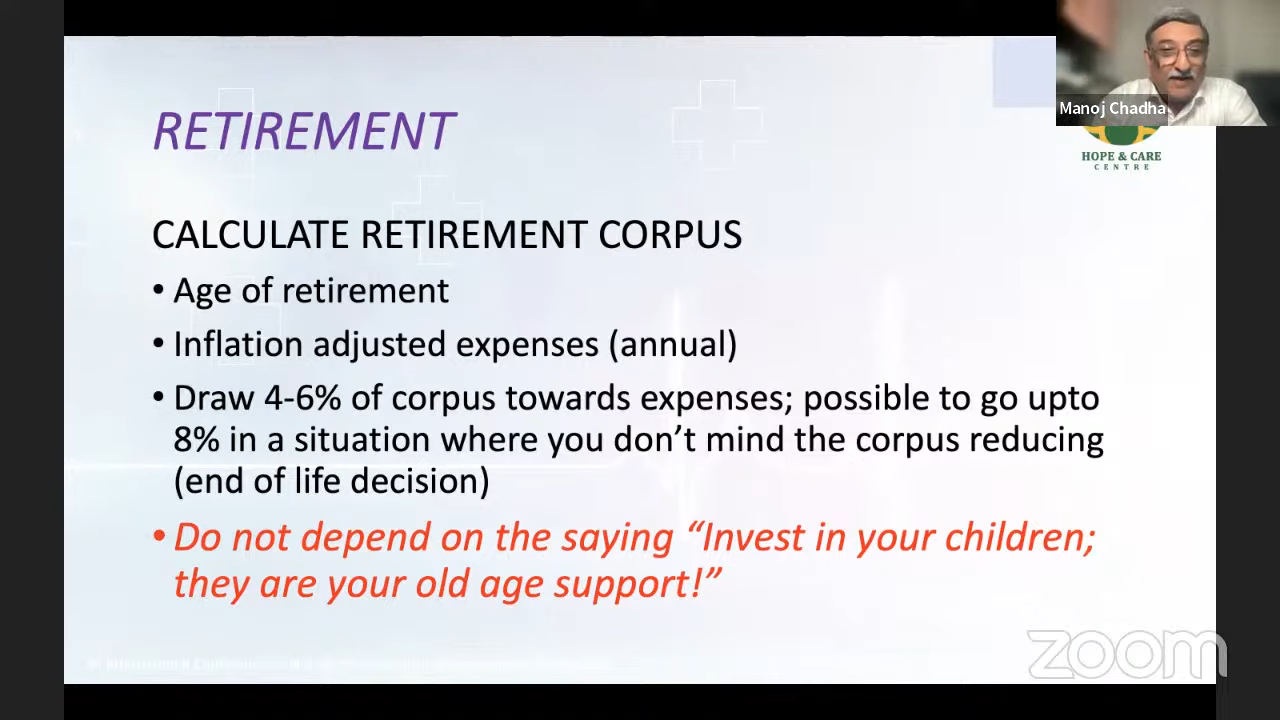 Manoj Chadha
HOPE & CARE
CENTRE
RETIREMENT
CALCULATE RETIREMENT CORPUS
• Age of retirement
• Inflation adjusted expenses (annual)
• Draw 4-6% of corpus towards expenses; possible to go upto
8% in a situation where you don’t mind the corpus reducing
(end of life decision)
• Do not depend on the saying “Invest in your children;
they are your old age support!”
zoom